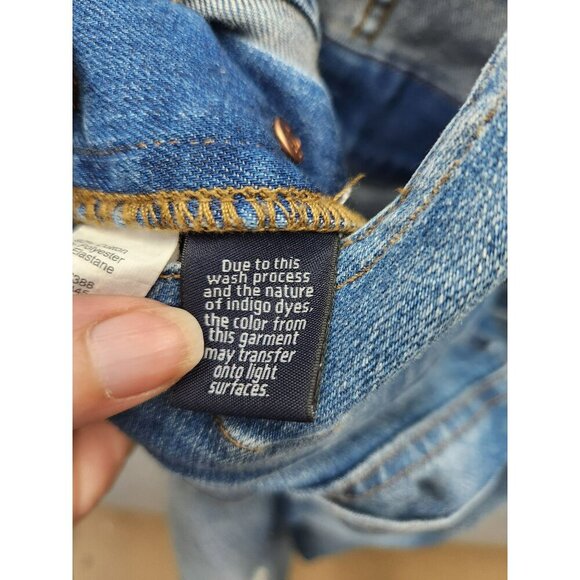 Due to this
wash process
and the nature
of indigo dyes,
the color from
this garment
may transfer
onto light
surfaces.
Cotton
Polyester
Elastane